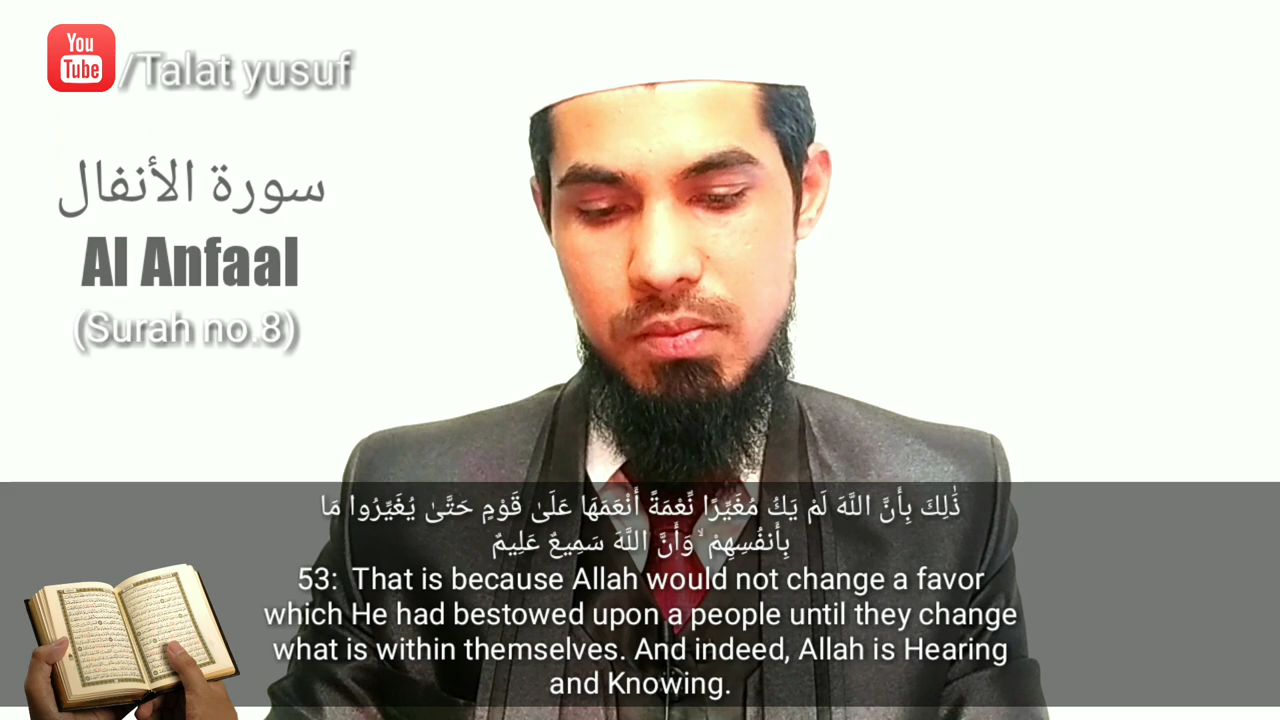 You
Tube
/Talat yusuf
سورة الأنفال
Al Anfaal
(Surah no.8)
ذَٰلِكَ بِأَنَّ اللَّهَ لَمْ يَكُ مُغَيِّرًا نِّعْمَةً أَنْعَمَهَا عَلَىٰ قَوْمٍ حَتَّىٰ يُغَيِّرُوا مَا
بِأَنفُسِهِمْ ۙ وَأَنَّ اللَّهَ سَمِيعٌ عَلِيمٌ
53: That is because Allah would not change a favor
which He had bestowed upon a people until they change
what is within themselves. And indeed, Allah is Hearing
and Knowing.